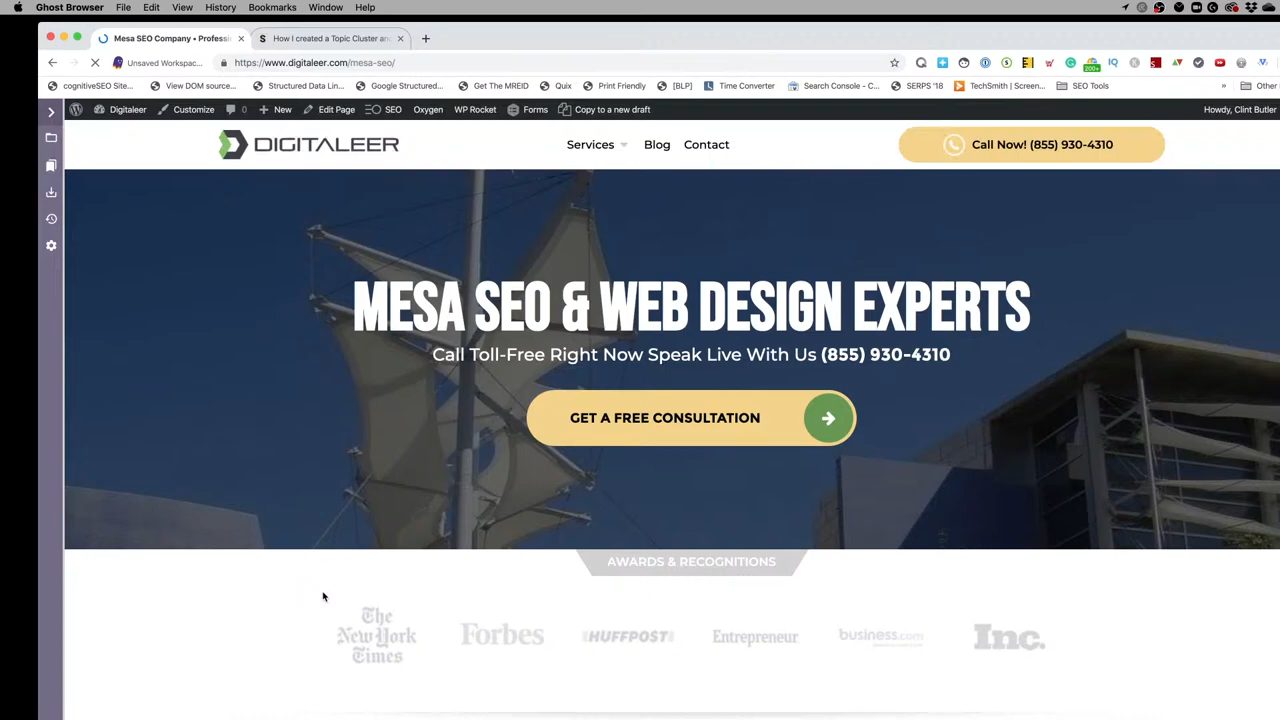 Ghost Browser File Edit View History Bookmarks Window Help
Mesa SEO Company • Professi How I created a Topic Cluster an
Unsaved Workspac... https://www.digitaleer.com/mesa-seo/
cognitiveSEO Site... View DOM source... Structured Data Lin... Google Structured... Get The MREID Quix Print Friendly [BLP] Time Converter Search Console - C... SERPS '18 TechSmith | Screen... SEO Tools » Other
Digitaleer Customize 0 New Edit Page SEO Oxygen WP Rocket Forms Copy to a new draft Howdy, Clint Butler
DIGITALEER Services Blog Contact Call Now! (855) 930-4310
MESA SEO & WEB DESIGN EXPERTS
Call Toll-Free Right Now Speak Live With Us (855) 930-4310
GET A FREE CONSULTATION
AWARDS & RECOGNITIONS
The New York Times Forbes HUFFPOST Entrepreneur business.com Inc.